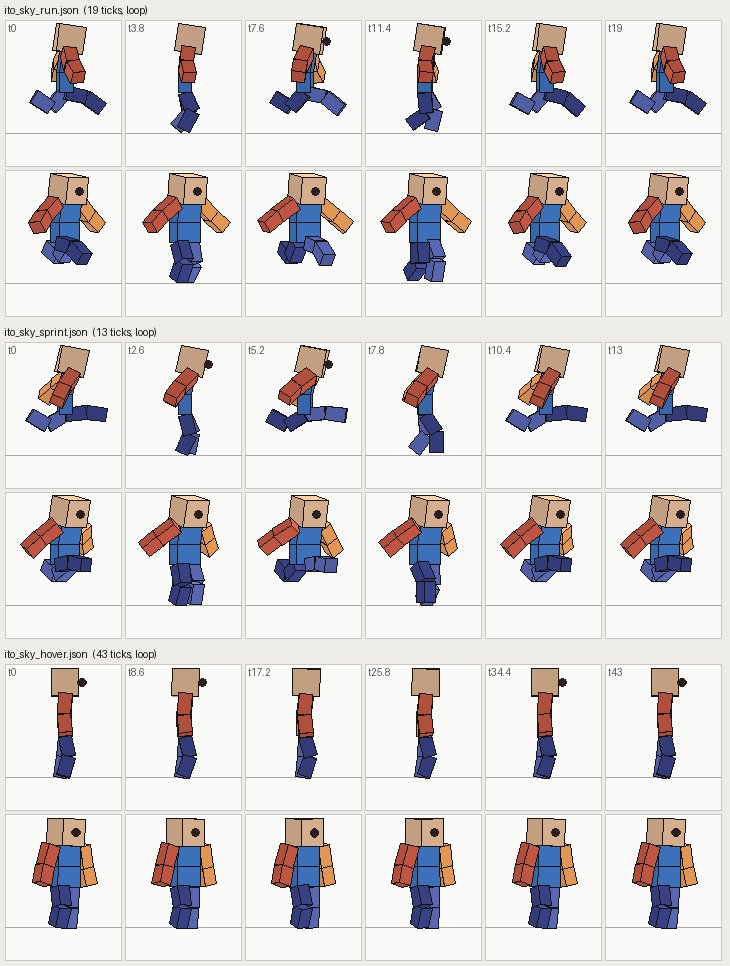 ito_sky_run.json (19 ticks, loop)
t0 t3.8 t7.6 t11.4 t15.2 t19
ito_sky_sprint.json (13 ticks, loop)
t0 t2.6 t5.2 t7.8 t10.4 t13
ito_sky_hover.json (43 ticks, loop)
t0 t8.6 t17.2 t25.8 t34.4 t43